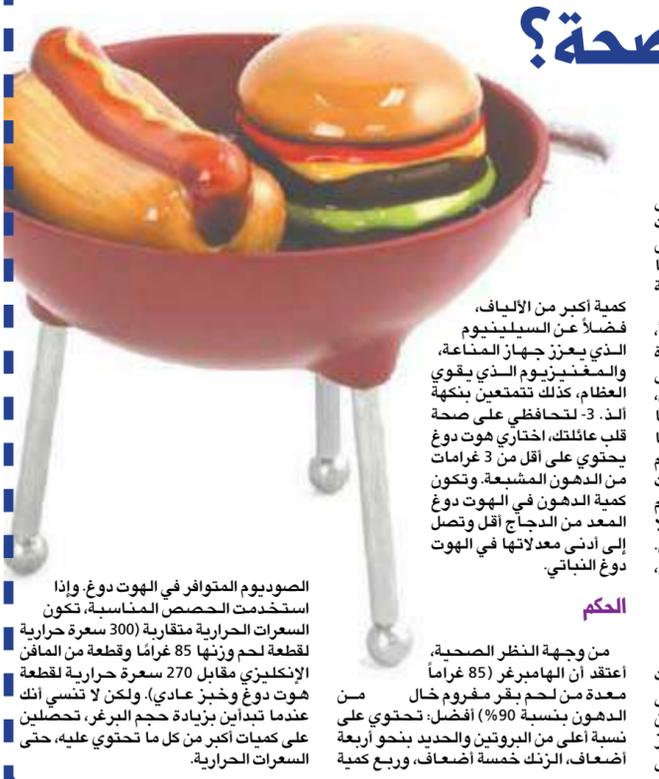 صحة؟
كمية أكبر من الألياف،
فضلاً عن السيلينيوم
الذي يعزز جهاز المناعة،
والمغنيزيوم الذي يقوي
العظام، كذلك تتمتعين بنكهة
ألذ. 3- لتحافظي على صحة
قلب عائلتك، اختاري هوت دوغ
يحتوي على أقل من 3 غرامات
من الدهون المشبعة. وتكون
كمية الدهون في الهوت دوغ
المعد من الدجاج أقل وتصل
إلى أدنى معدلاتها في الهوت
دوغ النباتي.
الحكم
من وجهة النظر الصحية،
أعتقد أن الهامبرغر (85 غراماً
معدة من لحم بقر مفروم خال من
الدهون بنسبة 90%) أفضل: تحتوي على
نسبة أعلى من البروتين والحديد بنحو أربعة
أضعاف، الزنك خمسة أضعاف، وربع كمية
الصوديوم المتوافر في الهوت دوغ. وإذا
استخدمت الحصص المناسبة، تكون
السعرات الحرارية متقاربة (300 سعرة حرارية
لقطعة لحم وزنها 85 غرامًا وقطعة من المافن
الإنكليزي مقابل 270 سعرة حرارية لقطعة
هوت دوغ وخبز عادي). ولكن لا تنسي أنك
عندما تبدأين بزيادة حجم البرغر، تحصلين
على كميات أكبر من كل ما تحتوي عليه، حتى
السعرات الحرارية.